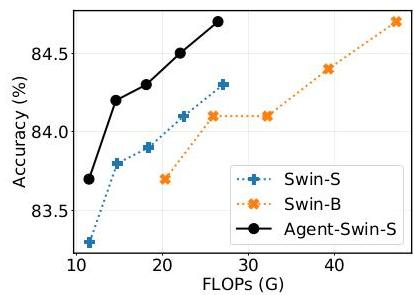 84.5
84.0
83.5
Accuracy (%)
10 20 30 40
FLOPs (G)
Swin-S
Swin-B
Agent-Swin-S